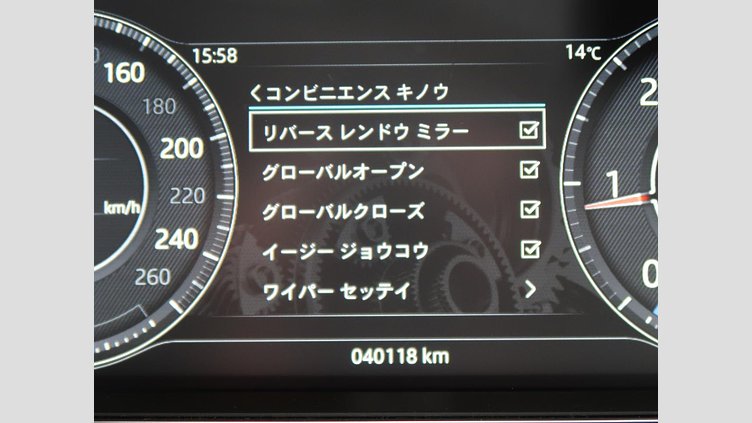 15:58
14℃
コンビニエンス キノウ
リバース レンドウ ミラー
グローバルオープン
グローバルクローズ
イージー ジョウコウ
ワイパー セッテイ
040118 km
160
180
200
220
km/h
240
260
2
1
0